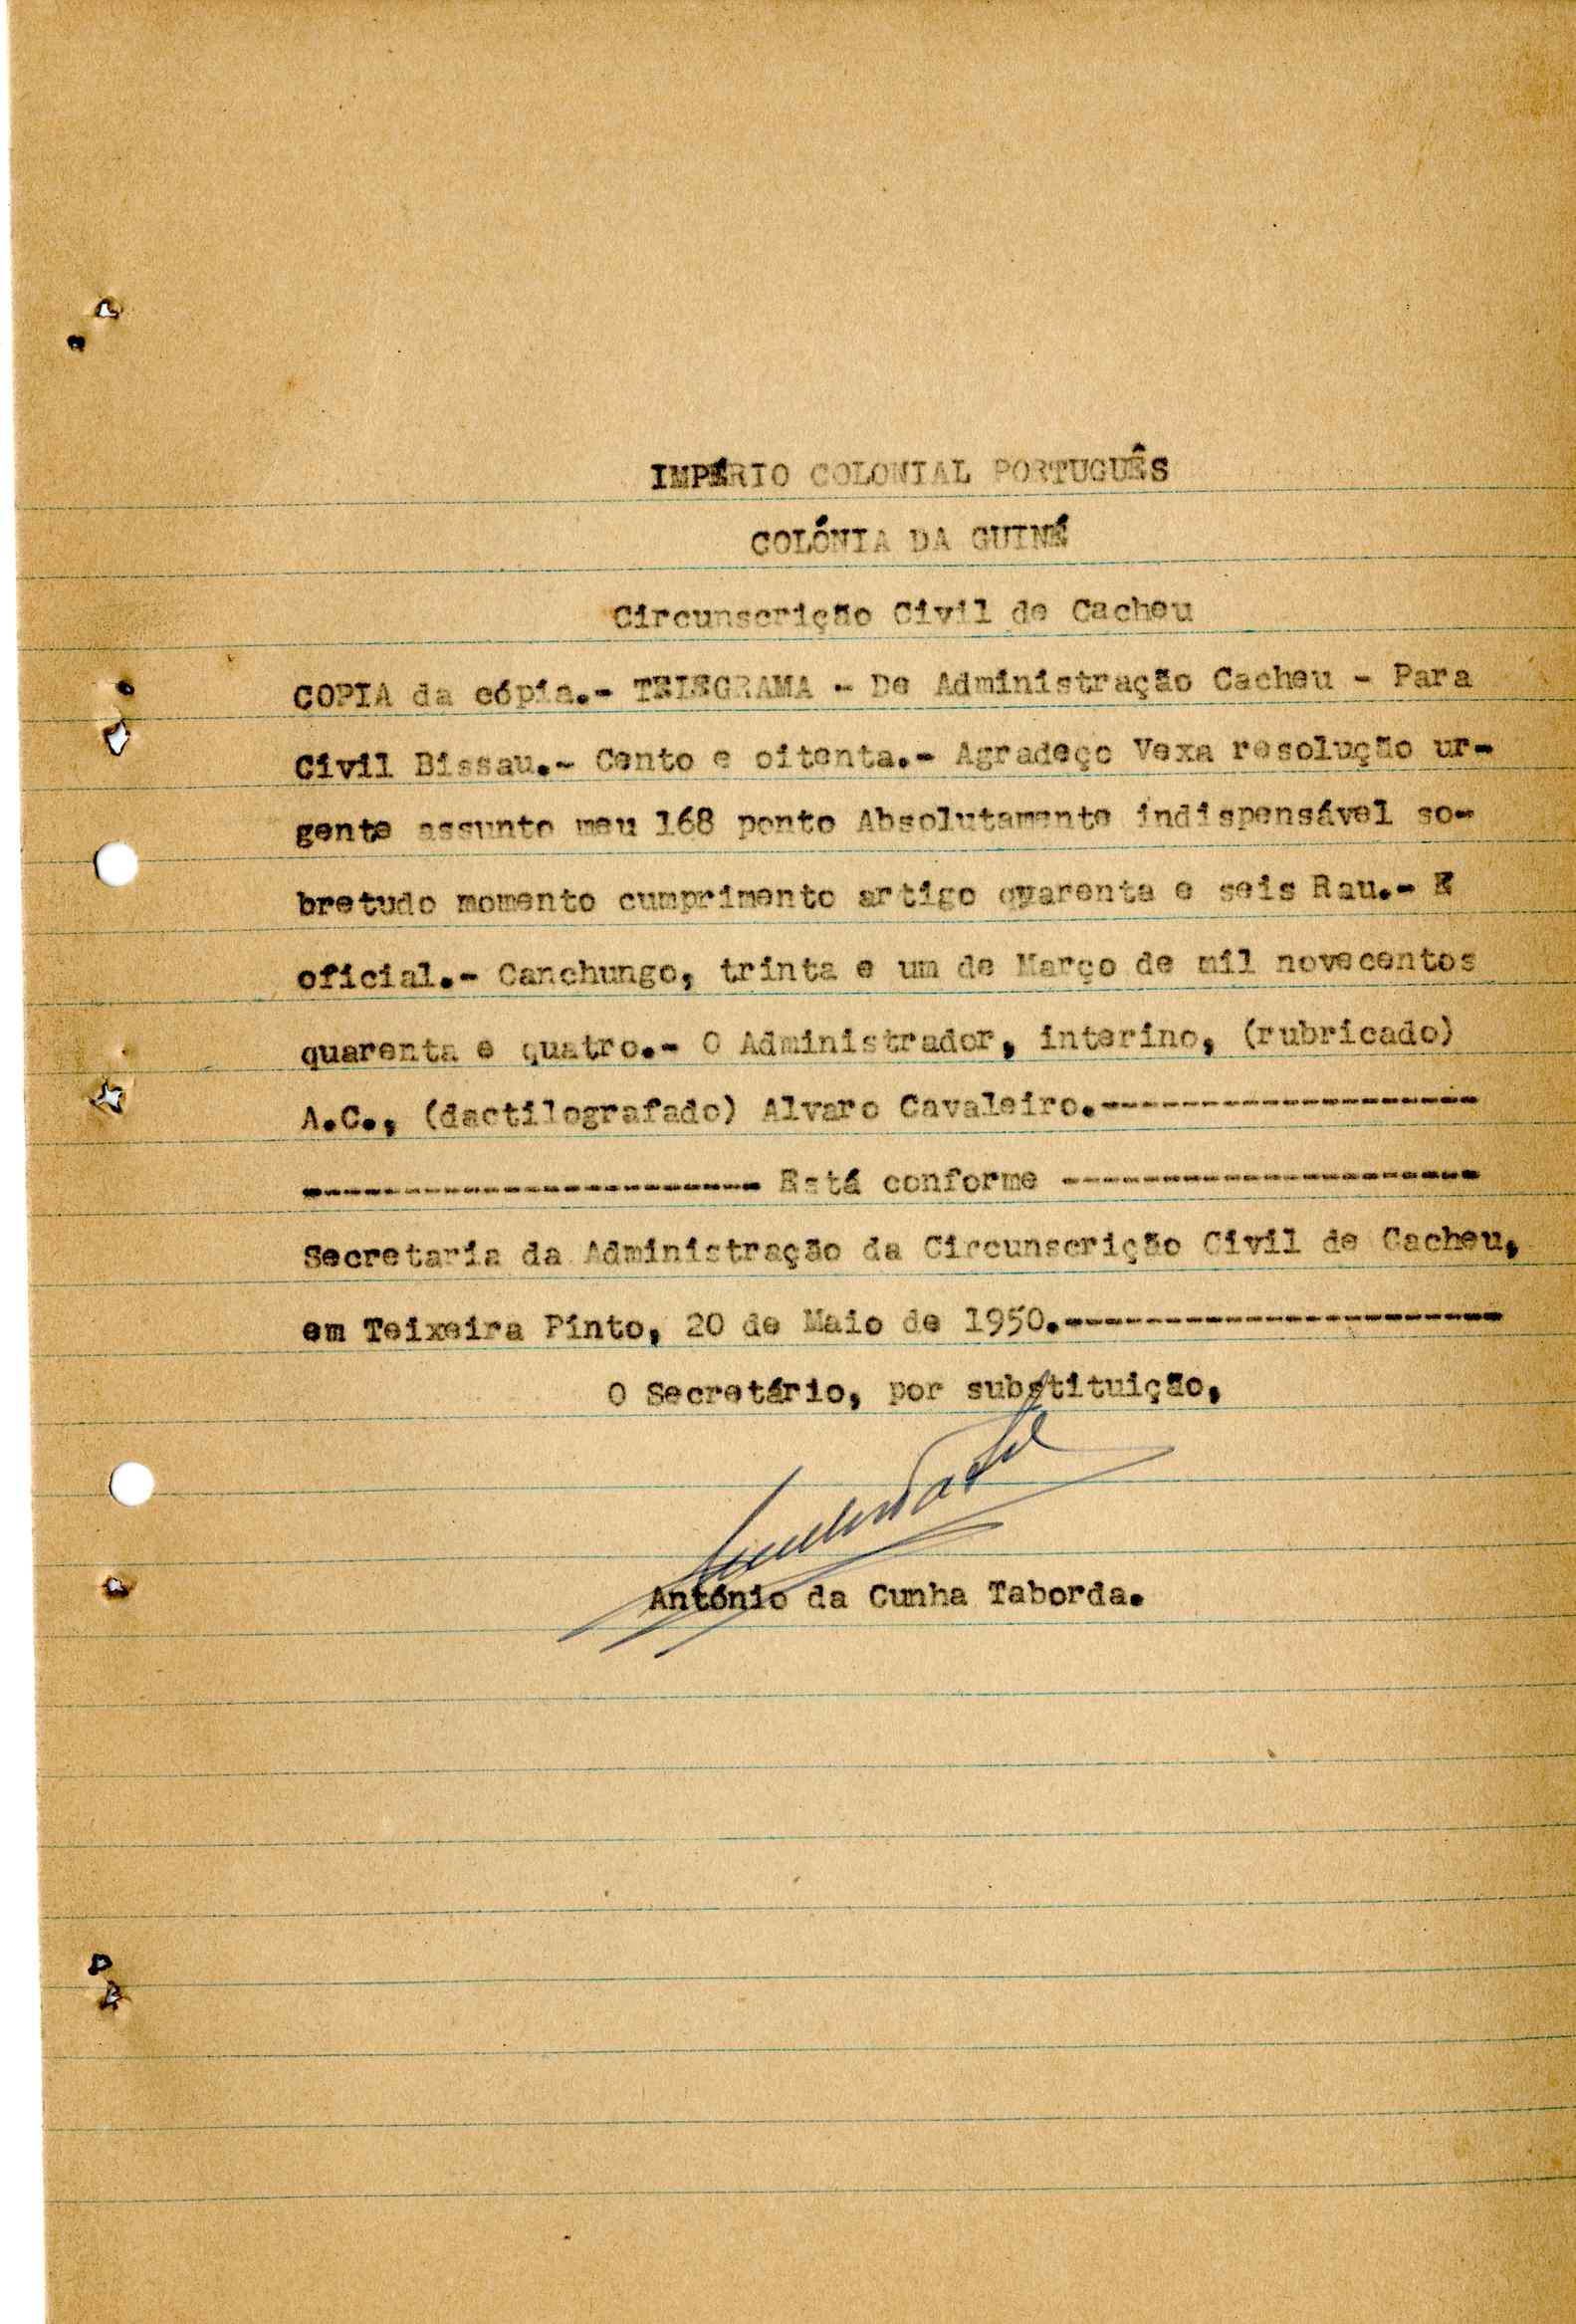 IMPÉRIO COLONIAL PORTUGUÊS
COLÓNIA DA GUINÉ
Circunscrição Civil de Cacheu
COPIA da cópia.- TELEGRAMA - De Administração Cacheu - Para
Civil Bissau.- Cento e oitenta.- Agradeço Vexa resolução ur-
gente assunto meu 168 ponto Absolutamente indispensável so-
bretudo momento cumprimento artigo quarenta e seis Rau.- E
oficial.- Canchungo, trinta e um de Março de mil novecentos
quarenta e quatro.- O Administrador, interino, (rubricado)
A.C., (dactilografado) Alvaro Cavaleiro.--------------------
------------------------- Está conforme -----------------------
Secretaria da Administração da Circunscrição Civil de Cacheu,
em Teixeira Pinto, 20 de Maio de 1950.-----------------------
O Secretário, por substituição,
António da Cunha Taborda.